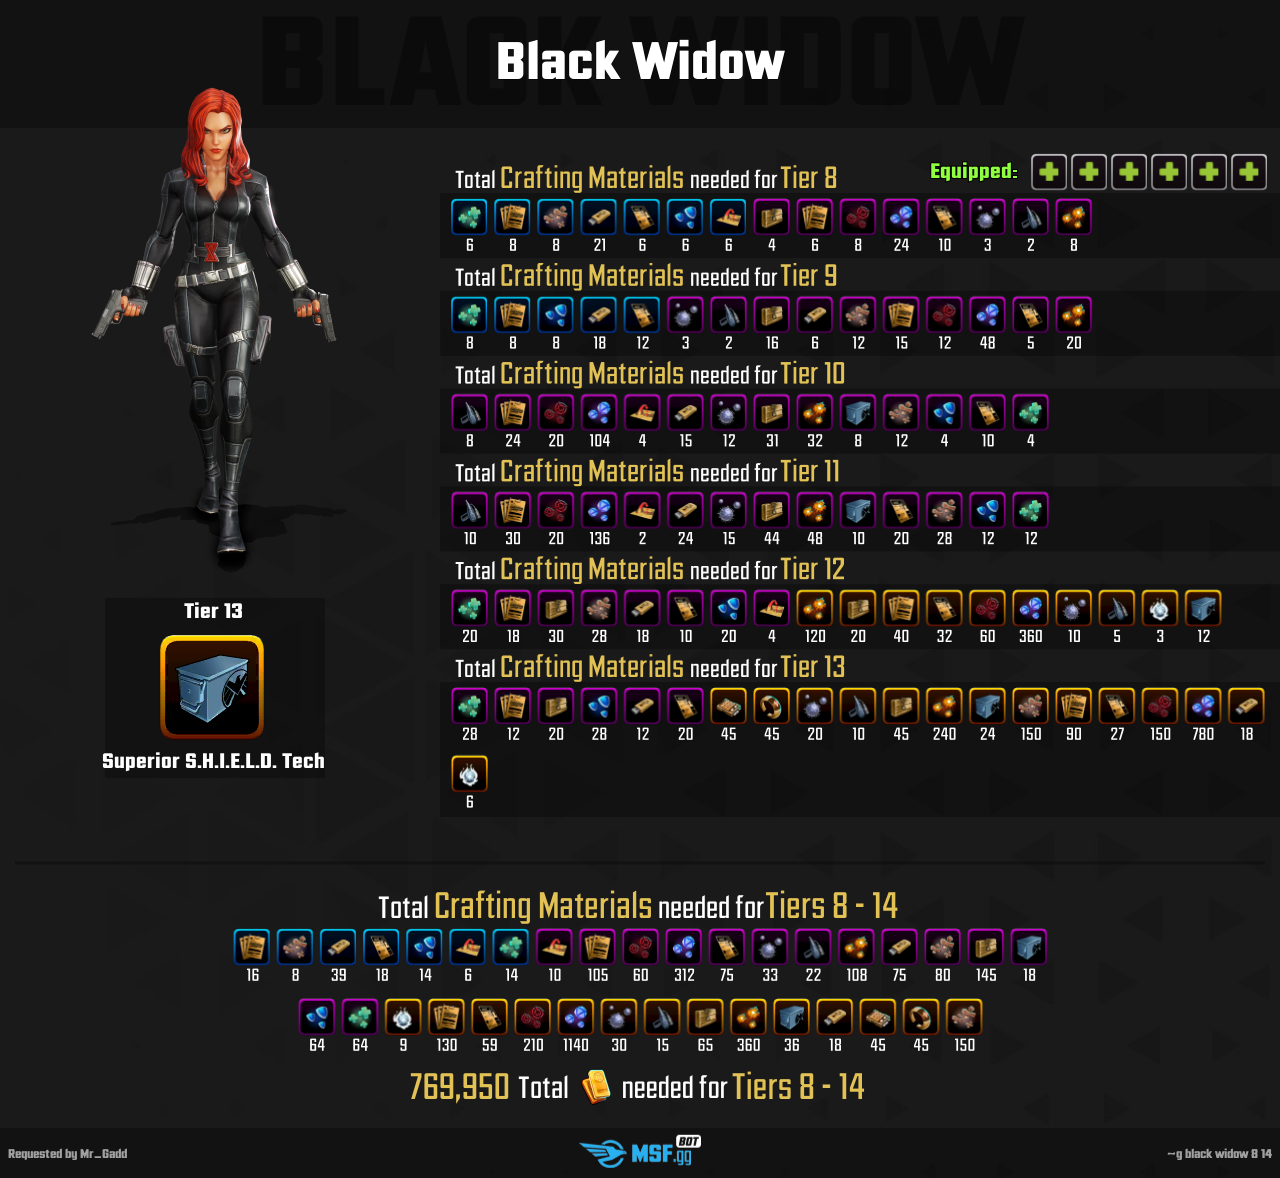 BLACK WIDOW
Black Widow
Equipped:
Total Crafting Materials needed for Tier 8
6 8 8 21 6 6 6 4 6 8 24 10 3 2 8
Total Crafting Materials needed for Tier 9
8 8 8 18 12 3 2 16 6 12 15 12 48 5 20
Total Crafting Materials needed for Tier 10
8 24 20 104 4 15 12 31 32 8 12 4 10 4
Total Crafting Materials needed for Tier 11
10 30 20 136 2 24 15 44 48 10 20 28 12 12
Total Crafting Materials needed for Tier 12
20 18 30 28 18 10 20 4 120 20 40 32 60 360 10 5 3 12
Total Crafting Materials needed for Tier 13
28 12 20 28 12 20 45 45 20 10 45 240 24 150 90 27 150 780 18
6
Tier 13
Superior S.H.I.E.L.D. Tech
Total Crafting Materials needed for Tiers 8 - 14
16 8 39 18 14 6 14 10 105 60 312 75 33 22 108 75 80 145 18
64 64 9 130 59 210 1140 30 15 65 360 36 18 45 45 150
769,950 Total needed for Tiers 8 - 14
Requested by Mr_Gadd
MSF.gg BOT
~g black widow 8 14